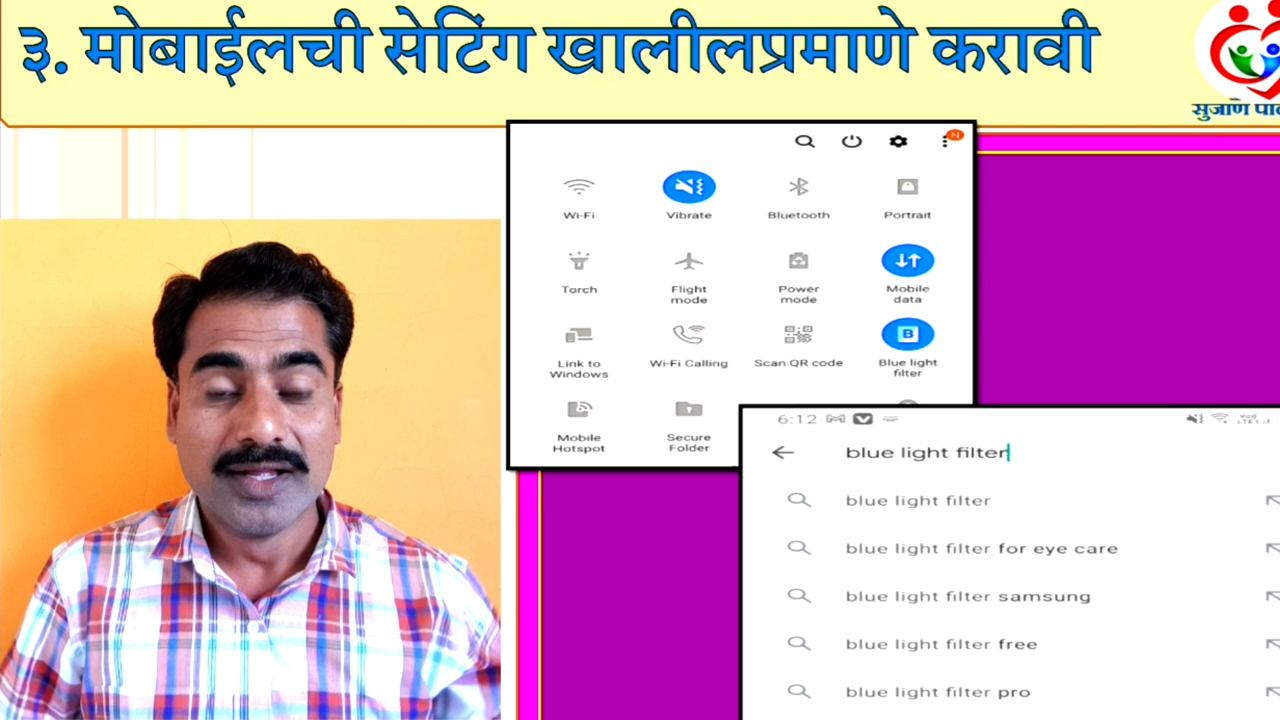 ३. मोबाईलची सेटिंग खालीलप्रमाणे करावी
सुजाण
N
Wi-Fi
Vibrate
Bluetooth
Portrait
Torch
Flight mode
Power mode
Mobile data
Link to Windows
Wi-Fi Calling
Scan QR code
B
Blue light filter
Mobile Hotspot
Secure Folder
6:12
blue light filter
blue light filter
blue light filter for eye care
blue light filter samsung
blue light filter free
blue light filter pro